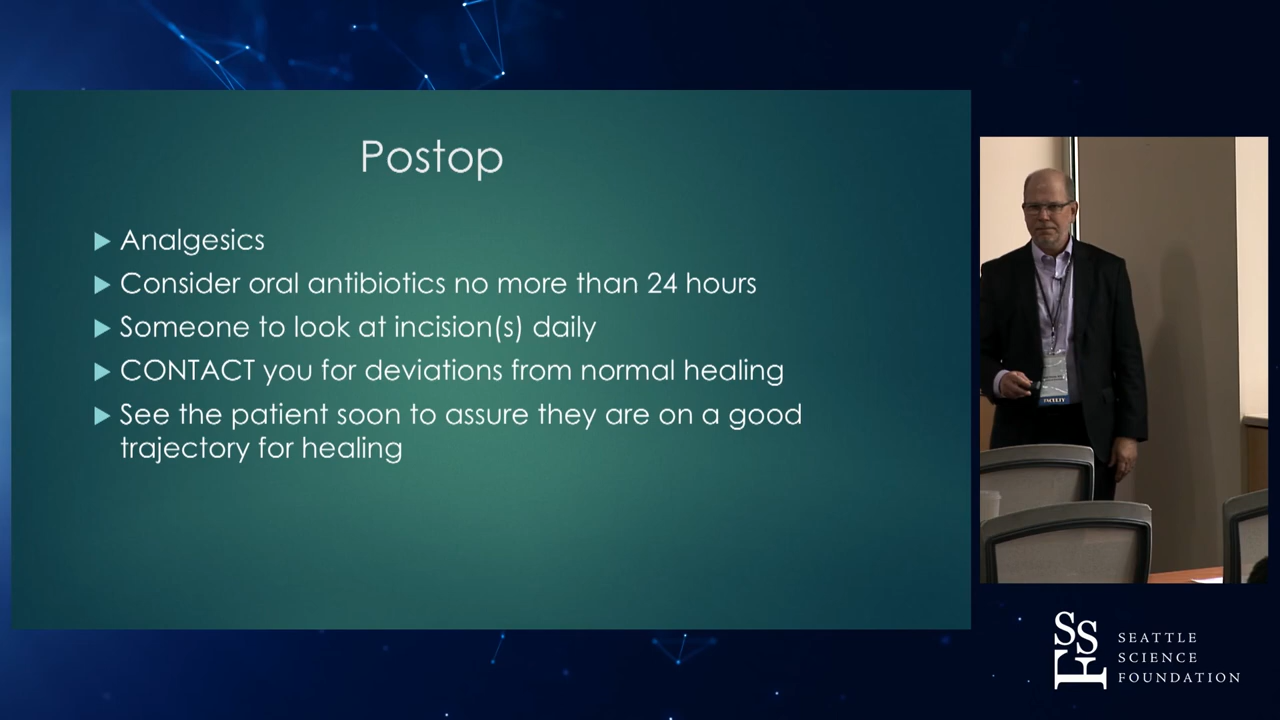 Postop
Analgesics
Consider oral antibiotics no more than 24 hours
Someone to look at incision(s) daily
CONTACT you for deviations from normal healing
See the patient soon to assure they are on a good
trajectory for healing
FACULTY
SSF
SEATTLE
SCIENCE
FOUNDATION